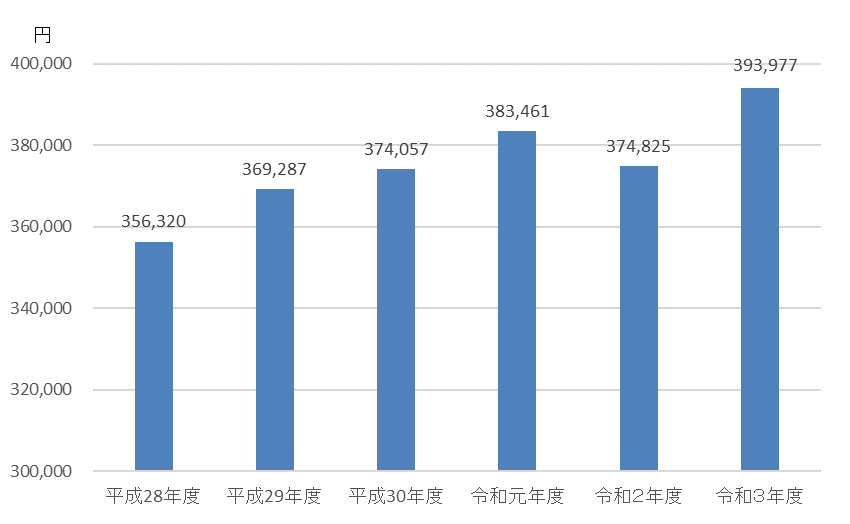 円
400,000
380,000
360,000
340,000
320,000
300,000
356,320
369,287
374,057
383,461
374,825
393,977
平成28年度
平成29年度
平成30年度
令和元年度
令和２年度
令和３年度